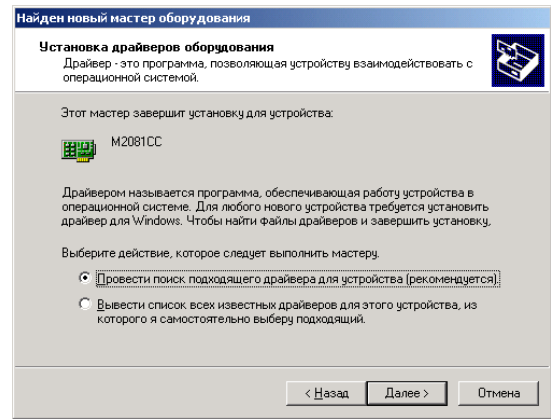 Найден новый мастер оборудования
Установка драйверов оборудования
Драйвер - это программа, позволяющая устройству взаимодействовать с
операционной системой.
Этот мастер завершит установку для устройства:
M2081CC
Драйвером называется программа, обеспечивающая работу устройства в
операционной системе. Для любого нового устройства требуется установить
драйвер для Windows. Чтобы найти файлы драйверов и завершить установку,
Выберите действие, которое следует выполнить мастеру.
Провести поиск подходящего драйвера для устройства (рекомендуется)
Вывести список всех известных драйверов для этого устройства, из
которого я самостоятельно выберу подходящий.
< Назад Далее > Отмена